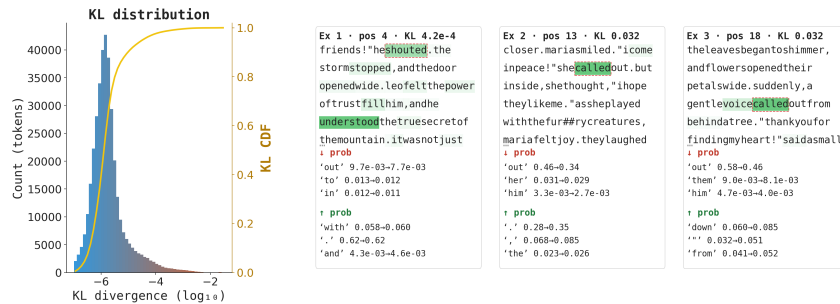 KL distribution
Count (tokens)
40000
35000
30000
25000
20000
15000
10000
5000
0
−6
−4
−2
KL divergence (log₁₀)
1.0
0.8
0.6
0.4
0.2
0.0
KL CDF
Ex 1 · pos 4 · KL 4.2e-4
friends!"heshouted.the
stormstopped,andthedoor
openedwide.leofeltthepower
oftrustfillhim,andhe
understoodthetruesecretof
themountain.itwasnotjust
↓ prob
‘out’ 9.7e-03→7.7e-03
‘to’ 0.013→0.012
‘in’ 0.012→0.011
↑ prob
‘with’ 0.058→0.060
‘.’ 0.62→0.62
‘and’ 4.3e-03→4.6e-03
Ex 2 · pos 13 · KL 0.032
closer.mariasmiled."icome
inpeace!"shecalledout.but
inside,shethought,"ihope
theylikeme."assheplayed
withthefur##rycreatures,
mariafeltjoy.theylaughed
↓ prob
‘out’ 0.46→0.34
‘her’ 0.031→0.029
‘him’ 3.3e-03→2.7e-03
↑ prob
‘.’ 0.28→0.35
‘,’ 0.068→0.085
‘the’ 0.023→0.026
Ex 3 · pos 18 · KL 0.032
theleavesbegantoshimmer,
andflowersopenedtheir
petalswide.suddenly,a
gentlevoicecalledoutfrom
behindatree."thankyoufor
findingmyheart!"saidasmall
↓ prob
‘out’ 0.58→0.46
‘them’ 9.0e-03→8.1e-03
‘him’ 4.7e-03→4.0e-03
↑ prob
‘down’ 0.060→0.085
‘"’ 0.032→0.051
‘from’ 0.041→0.052